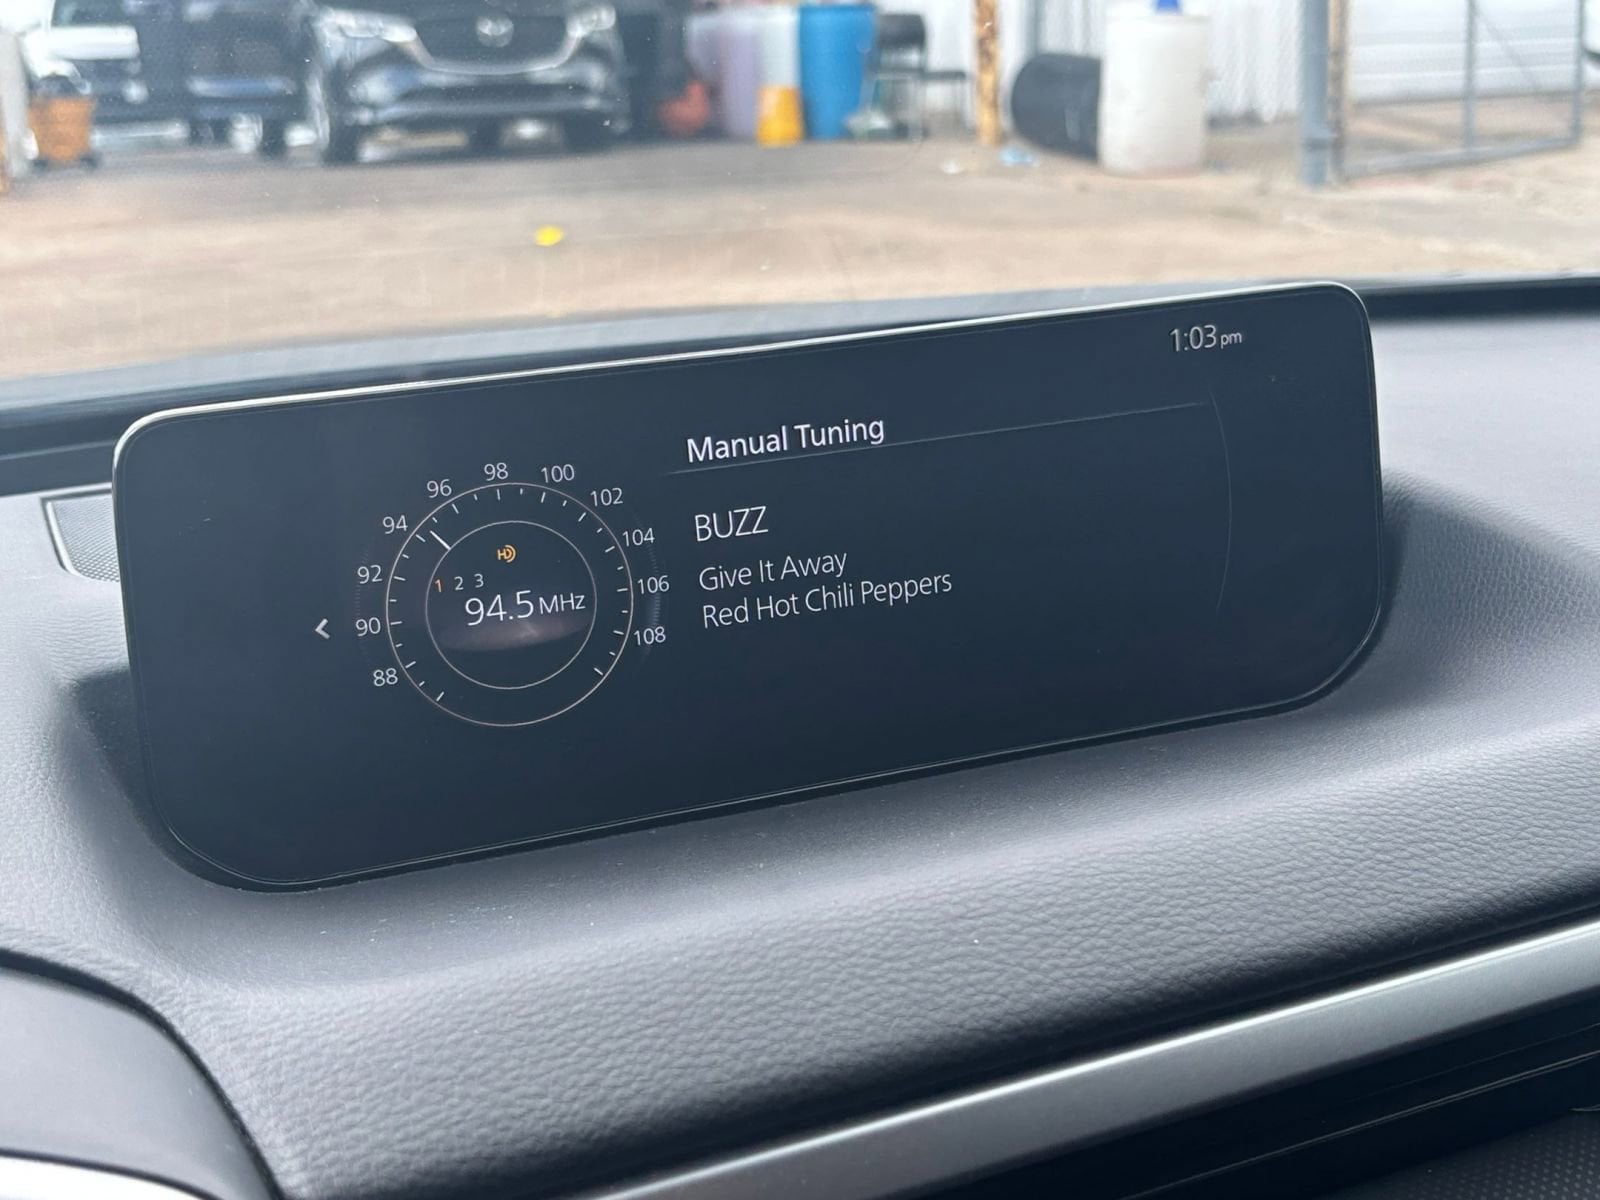 1:03 pm
Manual Tuning
88
90
92
94
96
98
100
102
104
106
108
HD
1 2 3
94.5 MHz
BUZZ
Give It Away
Red Hot Chili Peppers